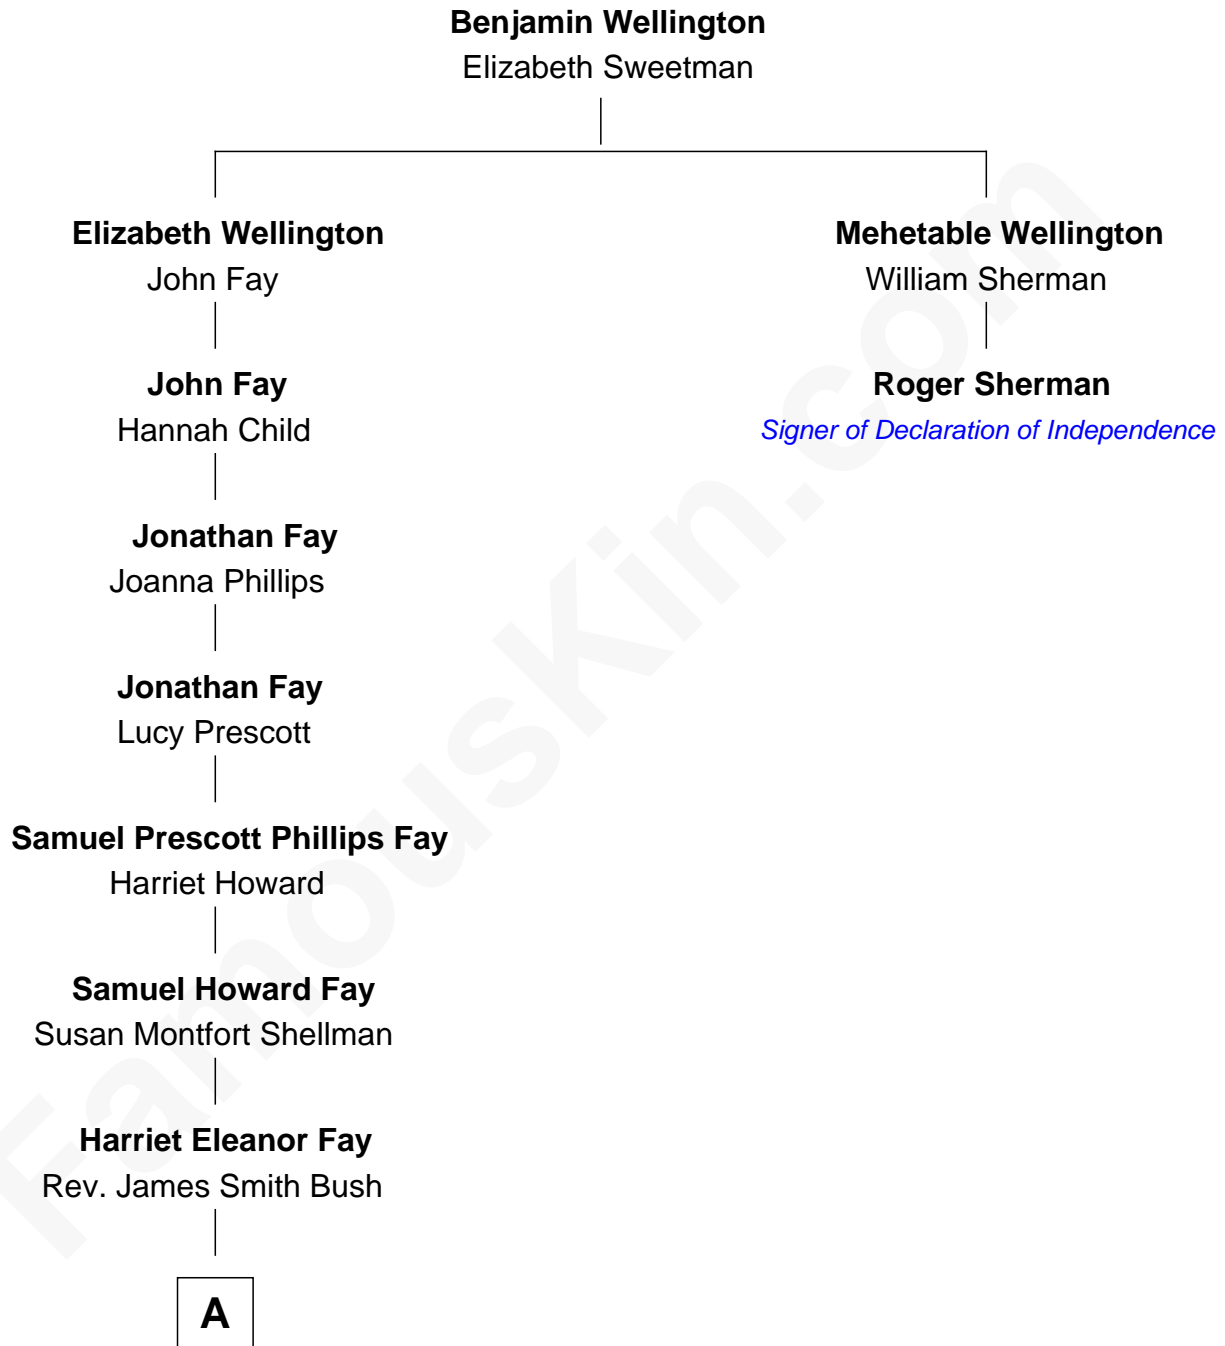 Benjamin Wellington
Elizabeth Sweetman
Elizabeth Wellington
John Fay
Mehetable Wellington
William Sherman
John Fay
Hannah Child
Roger Sherman
Signer of Declaration of Independence
Jonathan Fay
Joanna Phillips
Jonathan Fay
Lucy Prescott
Samuel Prescott Phillips Fay
Harriet Howard
Samuel Howard Fay
Susan Montfort Shellman
Harriet Eleanor Fay
Rev. James Smith Bush
A
FamousKin.com